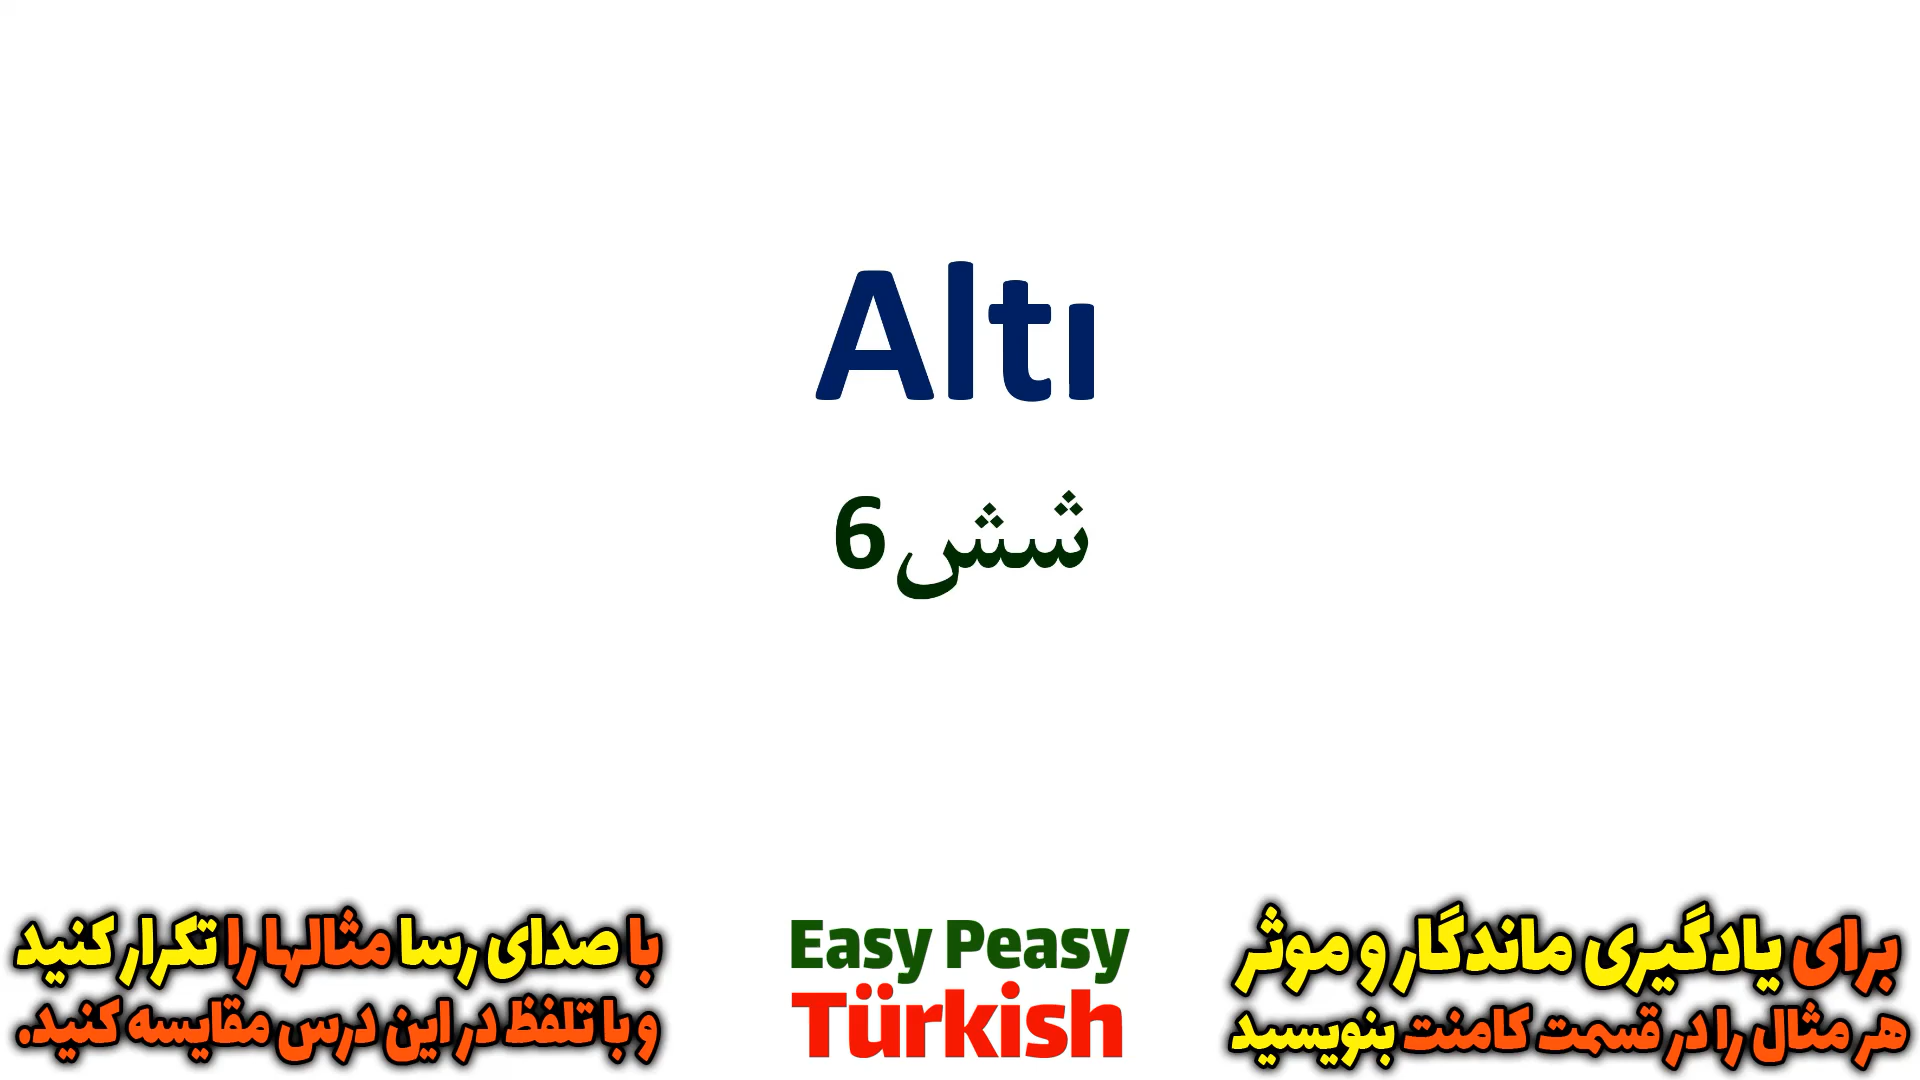 Altı
شش 6
برای یادگیری ماندگار و موثر
هر مثال را در قسمت کامنت بنویسید
Easy Peasy
Türkish
با صدای رسا مثالها را تکرار کنید
و با تلفظ در این درس مقایسه کنید.